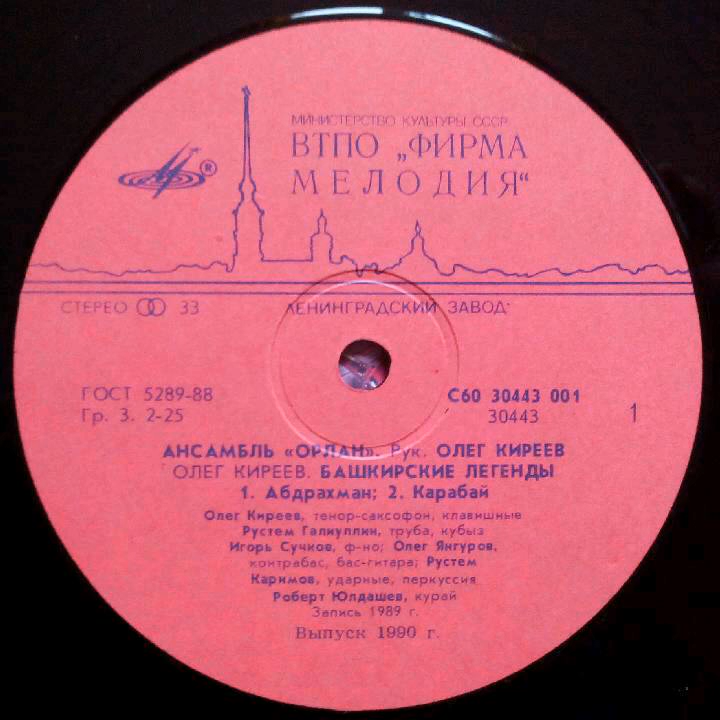 МИНИСТЕРСТВО КУЛЬТУРЫ СССР
ВТПО „ФИРМА
МЕЛОДИЯ“
®
СТЕРЕО 33 ЛЕНИНГРАДСКИЙ ЗАВОД
ГОСТ 5289-88 С60 30443 001
Гр. 3. 2-25 30443 1
АНСАМБЛЬ «ОРЛАН». Рук. ОЛЕГ КИРЕЕВ
ОЛЕГ КИРЕЕВ. БАШКИРСКИЕ ЛЕГЕНДЫ
1. Абдрахман; 2. Карабай
Олег Киреев, тенор-саксофон, клавишные
Рустем Галиуллин, труба, кубыз
Игорь Сучков, ф-но; Олег Янгуров,
контрабас, бас-гитара; Рустем
Каримов, ударные, перкуссия
Роберт Юлдашев, курай
Запись 1989 г.
Выпуск 1990 г.